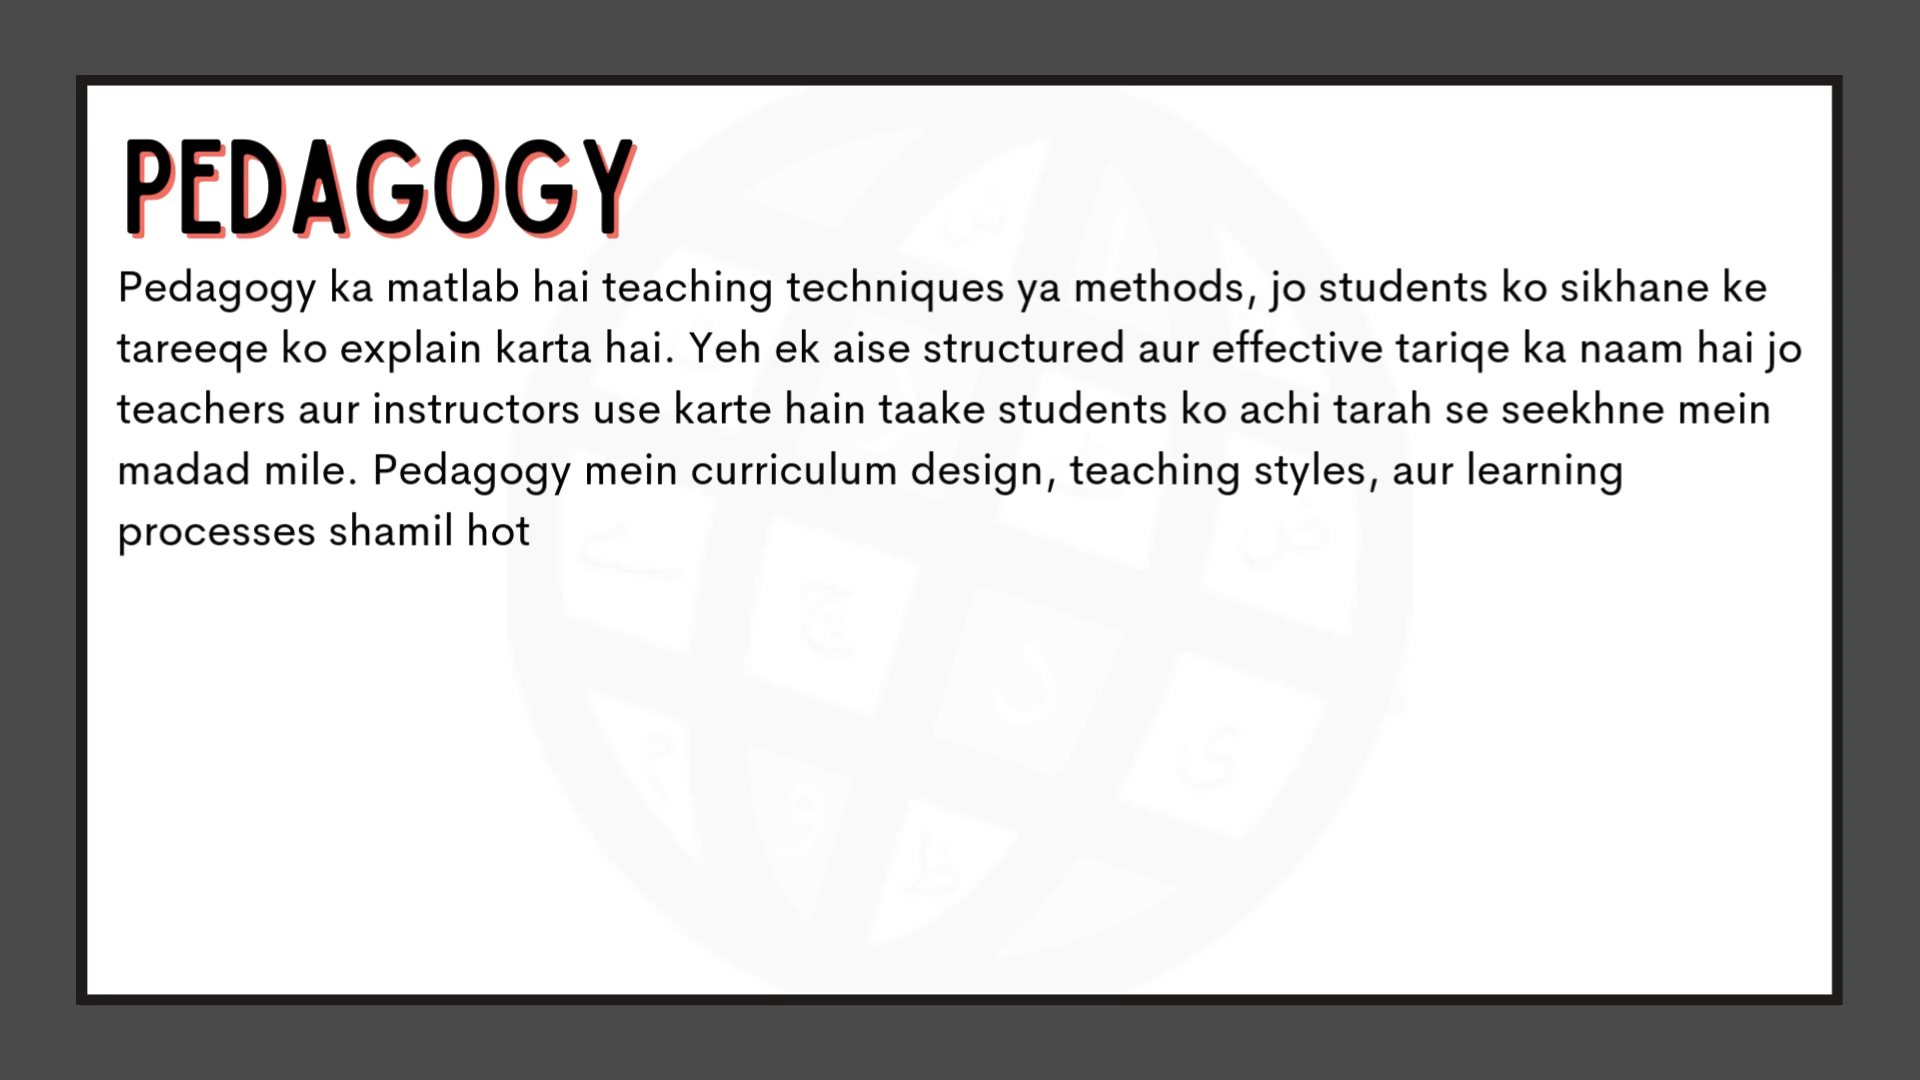 PEDAGOGY
Pedagogy ka matlab hai teaching techniques ya methods, jo students ko sikhane ke
tareeqe ko explain karta hai. Yeh ek aise structured aur effective tariqe ka naam hai jo
teachers aur instructors use karte hain taake students ko achi tarah se seekhne mein
madad mile. Pedagogy mein curriculum design, teaching styles, aur learning
processes shamil hot